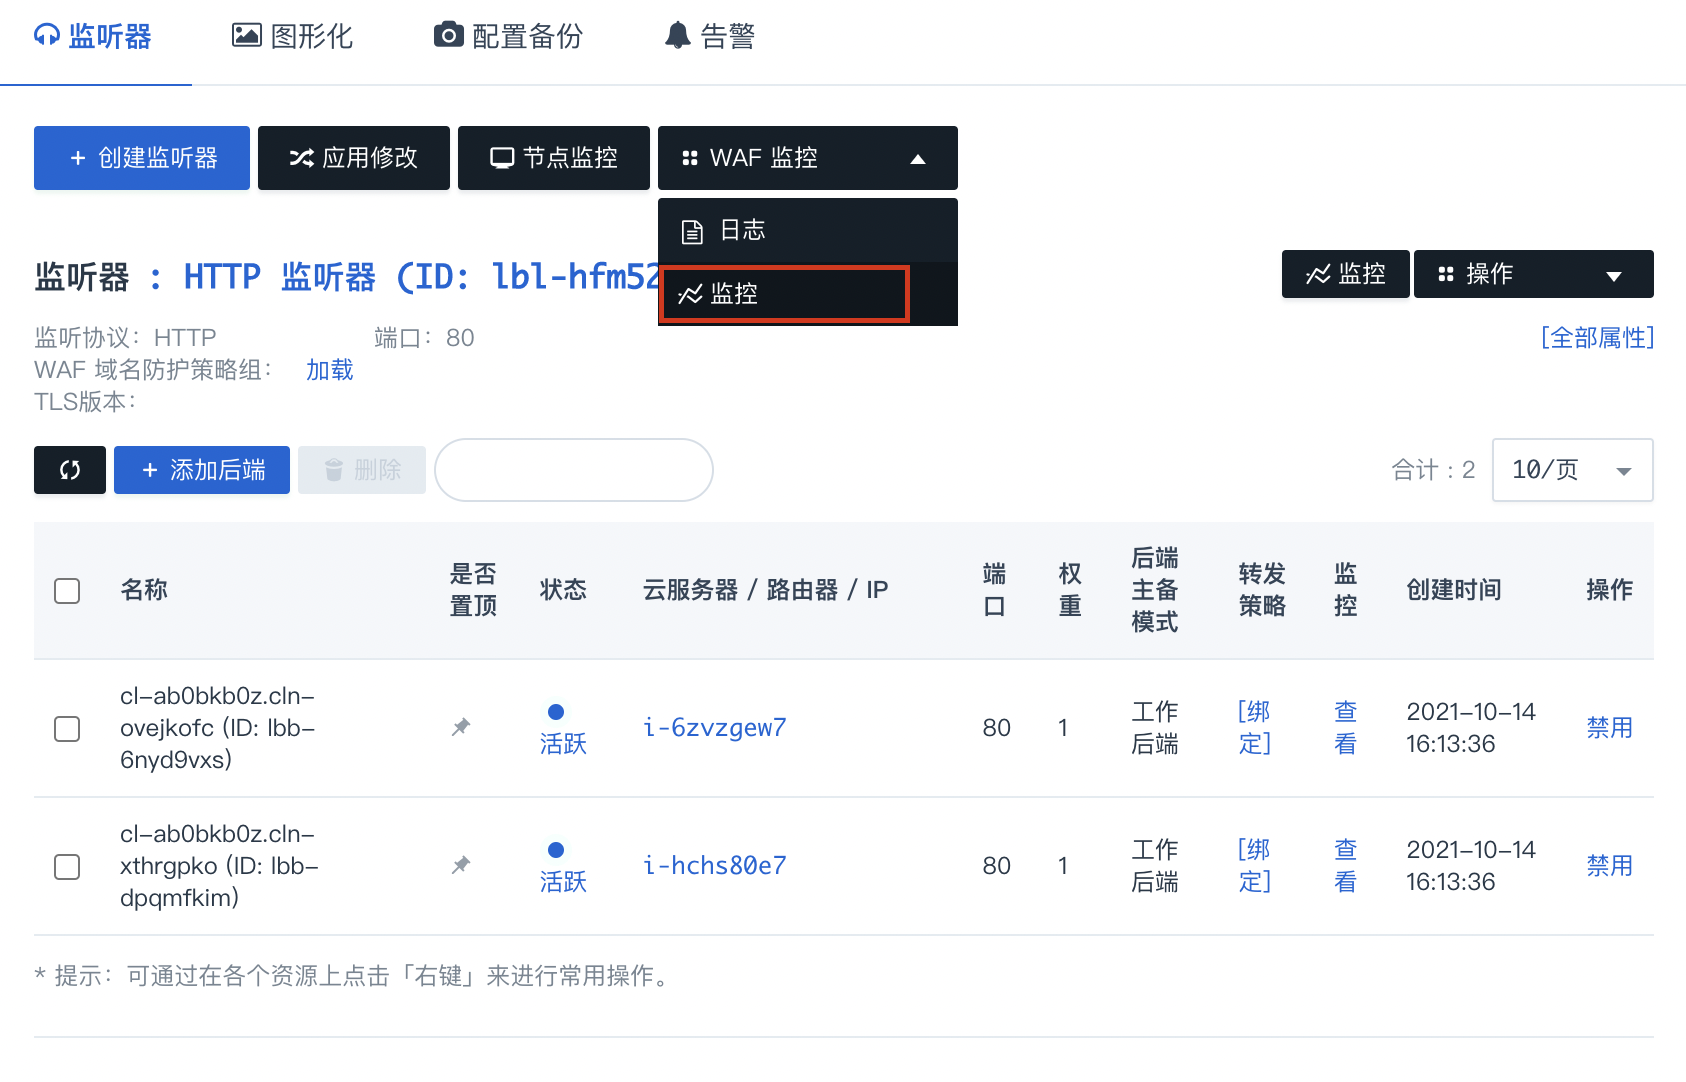 监听器 图形化 配置备份 告警
+ 创建监听器 应用修改 节点监控 WAF 监控
日志
监控
监听器 : HTTP 监听器 (ID: lbl-hfm52
监控 操作
监听协议: HTTP 端口: 80
[全部属性]
WAF 域名防护策略组: 加载
TLS版本:
+ 添加后端 删除
合计 : 2 10/页
名称 是否置顶 状态 云服务器 / 路由器 / IP 端口 权重 后端主备模式 转发策略 监控 创建时间 操作
cl-ab0bkb0z.cln-
ovejkofc (ID: lbb-
6nyd9vxs)
活跃
i-6zvzgew7
80
1
工作
后端
[绑
定]
查
看
2021-10-14
16:13:36
禁用
cl-ab0bkb0z.cln-
xthrgpko (ID: lbb-
dpqmfkim)
活跃
i-hchs80e7
80
1
工作
后端
[绑
定]
查
看
2021-10-14
16:13:36
禁用
* 提示: 可通过在各个资源上点击「右键」来进行常用操作。